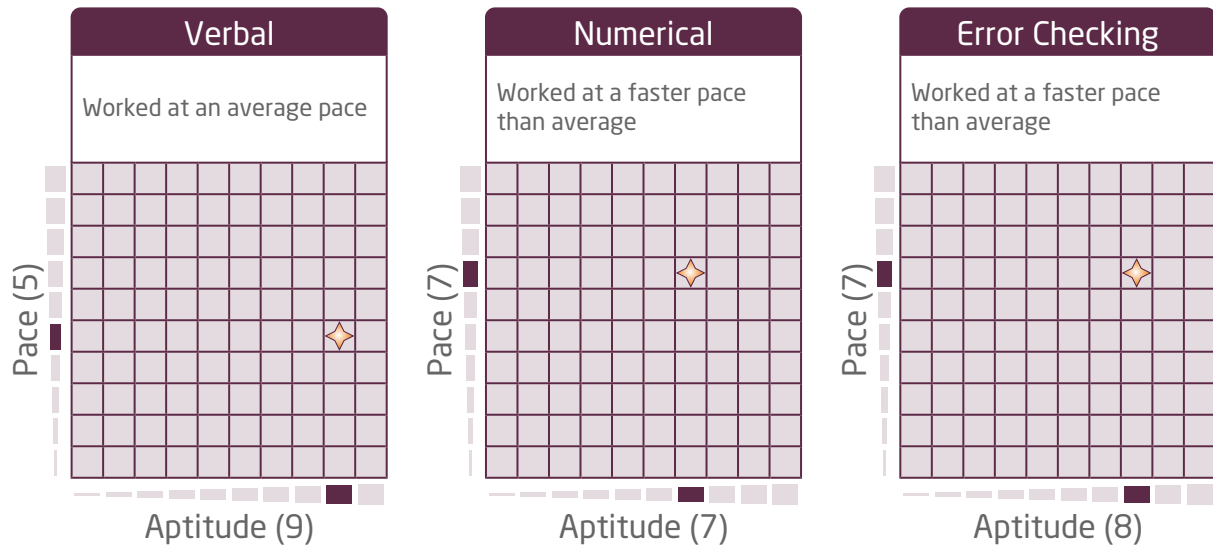 Verbal
Worked at an average pace
Pace (5)
Aptitude (9)
Numerical
Worked at a faster pace
than average
Pace (7)
Aptitude (7)
Error Checking
Worked at a faster pace
than average
Pace (7)
Aptitude (8)